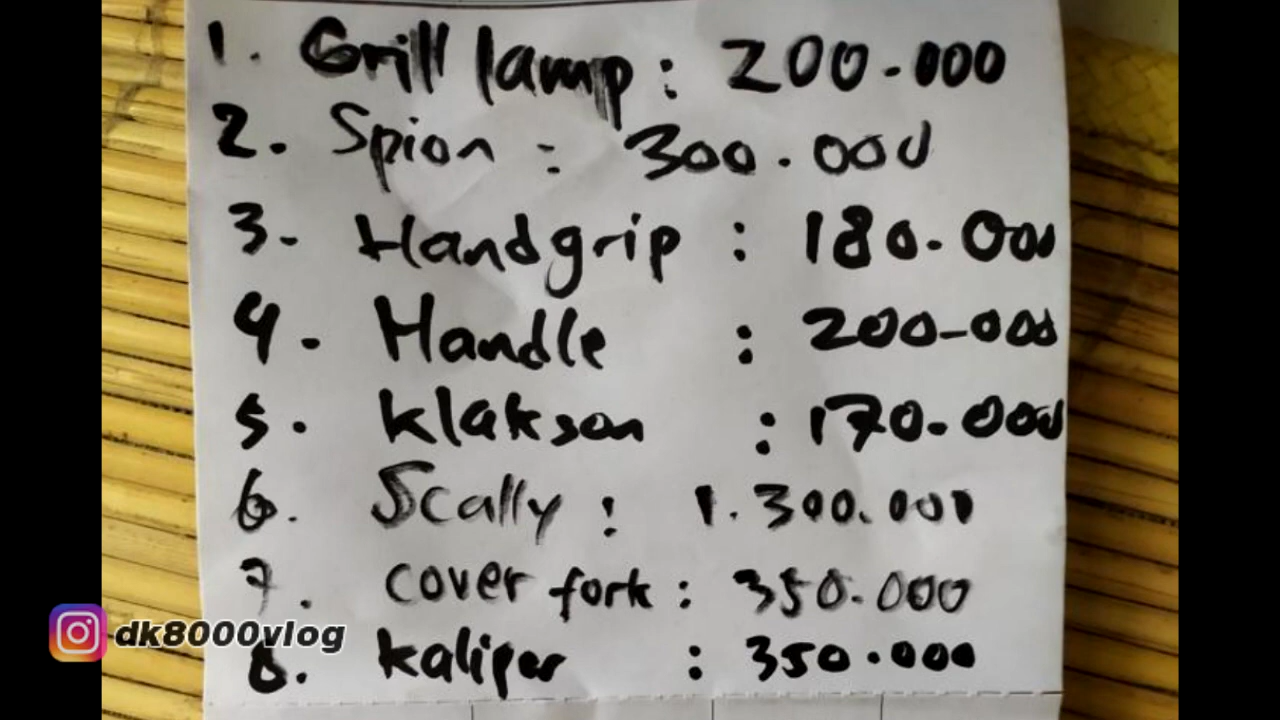 1. Grill lamp : 200.000
2. Spion : 300.000
3. Handgrip : 180.000
4. Handle : 200-000
5. klakson : 170.000
6. Scally : 1.300.000
7. cover fork : 350.000
8. kaliper : 350.000
dk8000vlog